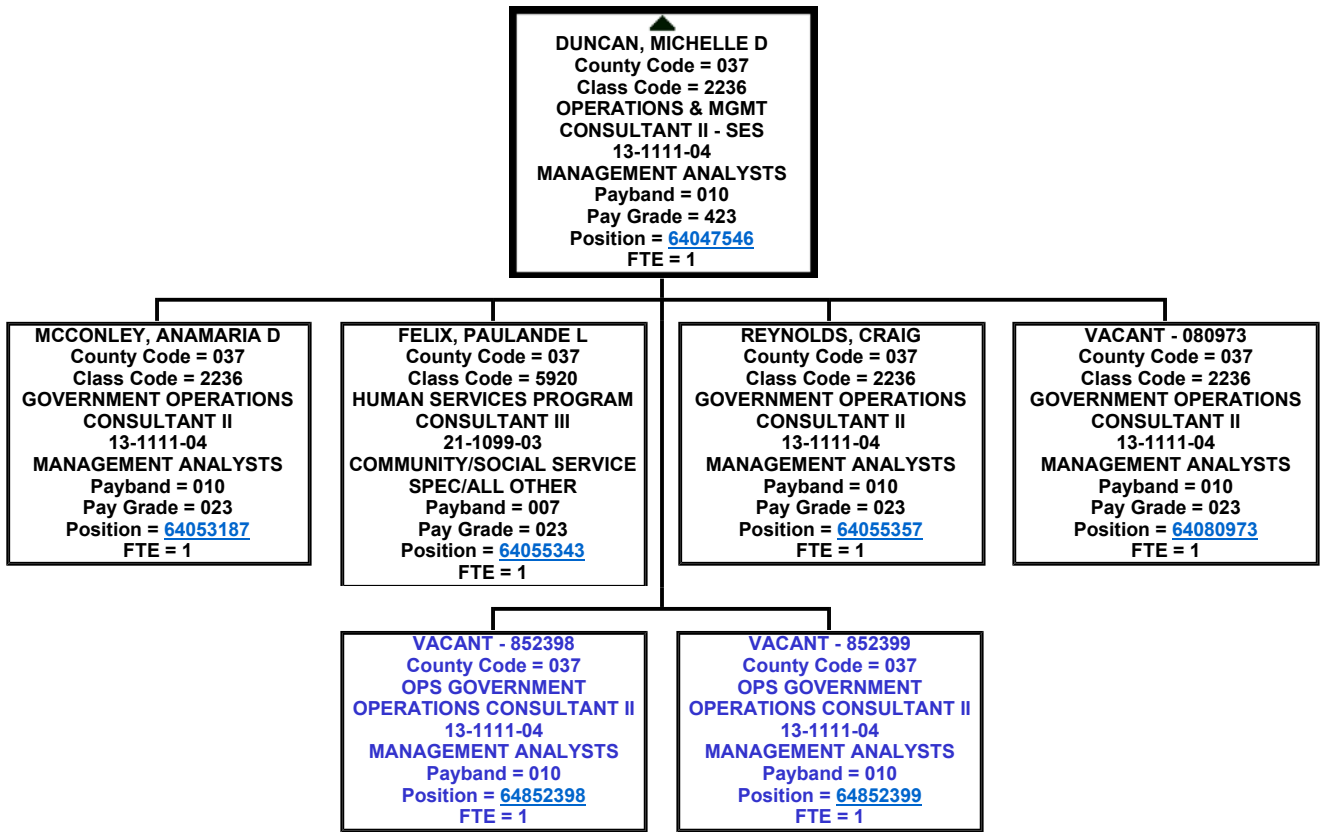 DUNCAN, MICHELLE D
County Code = 037
Class Code = 2236
OPERATIONS & MGMT
CONSULTANT II - SES
13-1111-04
MANAGEMENT ANALYSTS
Payband = 010
Pay Grade = 423
Position = 64047546
FTE = 1
MCCONLEY, ANAMARIA D
County Code = 037
Class Code = 2236
GOVERNMENT OPERATIONS
CONSULTANT II
13-1111-04
MANAGEMENT ANALYSTS
Payband = 010
Pay Grade = 023
Position = 64053187
FTE = 1
FELIX, PAULANDE L
County Code = 037
Class Code = 5920
HUMAN SERVICES PROGRAM
CONSULTANT III
21-1099-03
COMMUNITY/SOCIAL SERVICE
SPEC/ALL OTHER
Payband = 007
Pay Grade = 023
Position = 64055343
FTE = 1
REYNOLDS, CRAIG
County Code = 037
Class Code = 2236
GOVERNMENT OPERATIONS
CONSULTANT II
13-1111-04
MANAGEMENT ANALYSTS
Payband = 010
Pay Grade = 023
Position = 64055357
FTE = 1
VACANT - 080973
County Code = 037
Class Code = 2236
GOVERNMENT OPERATIONS
CONSULTANT II
13-1111-04
MANAGEMENT ANALYSTS
Payband = 010
Pay Grade = 023
Position = 64080973
FTE = 1
VACANT - 852398
County Code = 037
OPS GOVERNMENT
OPERATIONS CONSULTANT II
13-1111-04
MANAGEMENT ANALYSTS
Payband = 010
Position = 64852398
FTE = 1
VACANT - 852399
County Code = 037
OPS GOVERNMENT
OPERATIONS CONSULTANT II
13-1111-04
MANAGEMENT ANALYSTS
Payband = 010
Position = 64852399
FTE = 1